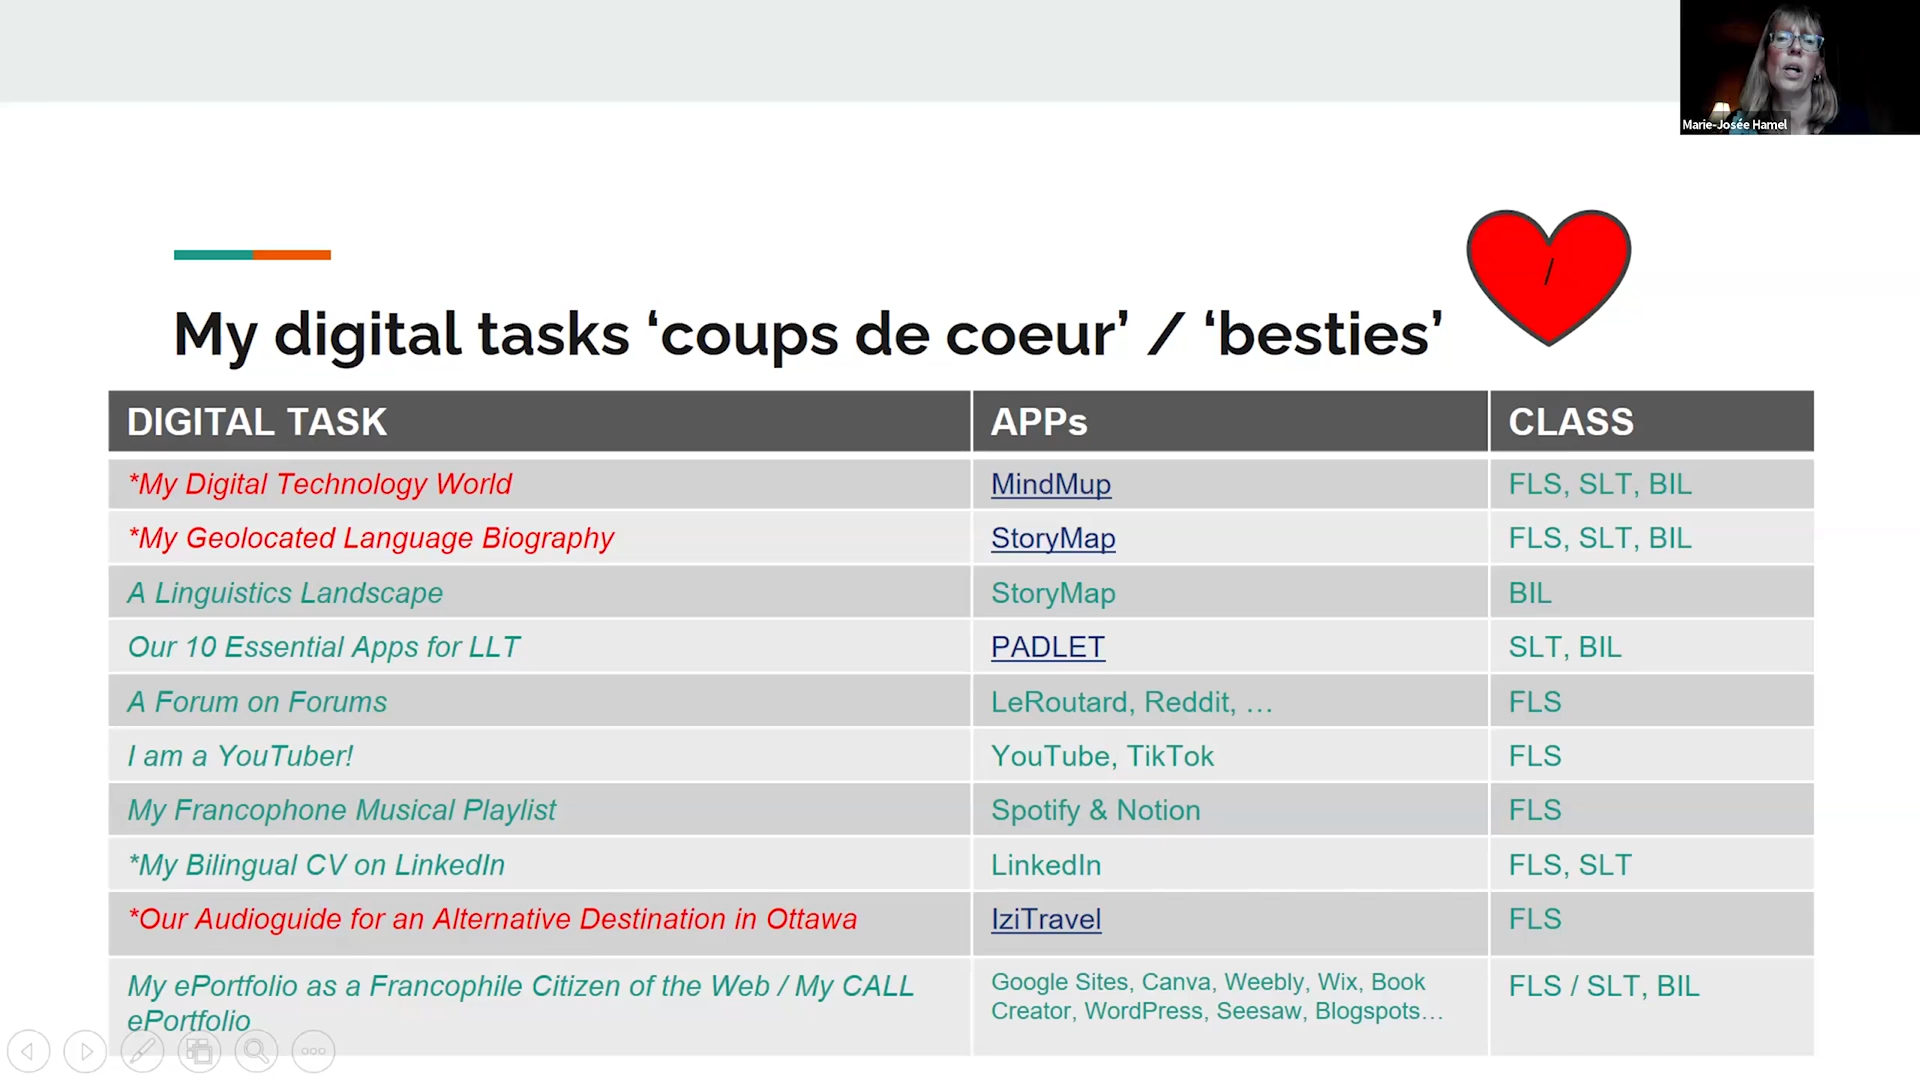 Marie-Josée Hamel
My digital tasks ‘coups de coeur’ / ‘besties’
/
DIGITAL TASK APPs CLASS
*My Digital Technology World MindMup FLS, SLT, BIL
*My Geolocated Language Biography StoryMap FLS, SLT, BIL
A Linguistics Landscape StoryMap BIL
Our 10 Essential Apps for LLT PADLET SLT, BIL
A Forum on Forums LeRoutard, Reddit, … FLS
I am a YouTuber! YouTube, TikTok FLS
My Francophone Musical Playlist Spotify & Notion FLS
*My Bilingual CV on LinkedIn LinkedIn FLS, SLT
*Our Audioguide for an Alternative Destination in Ottawa IziTravel FLS
My ePortfolio as a Francophile Citizen of the Web / My CALL Google Sites, Canva, Weebly, Wix, Book FLS / SLT, BIL
ePortfolio Creator, WordPress, Seesaw, Blogspots…